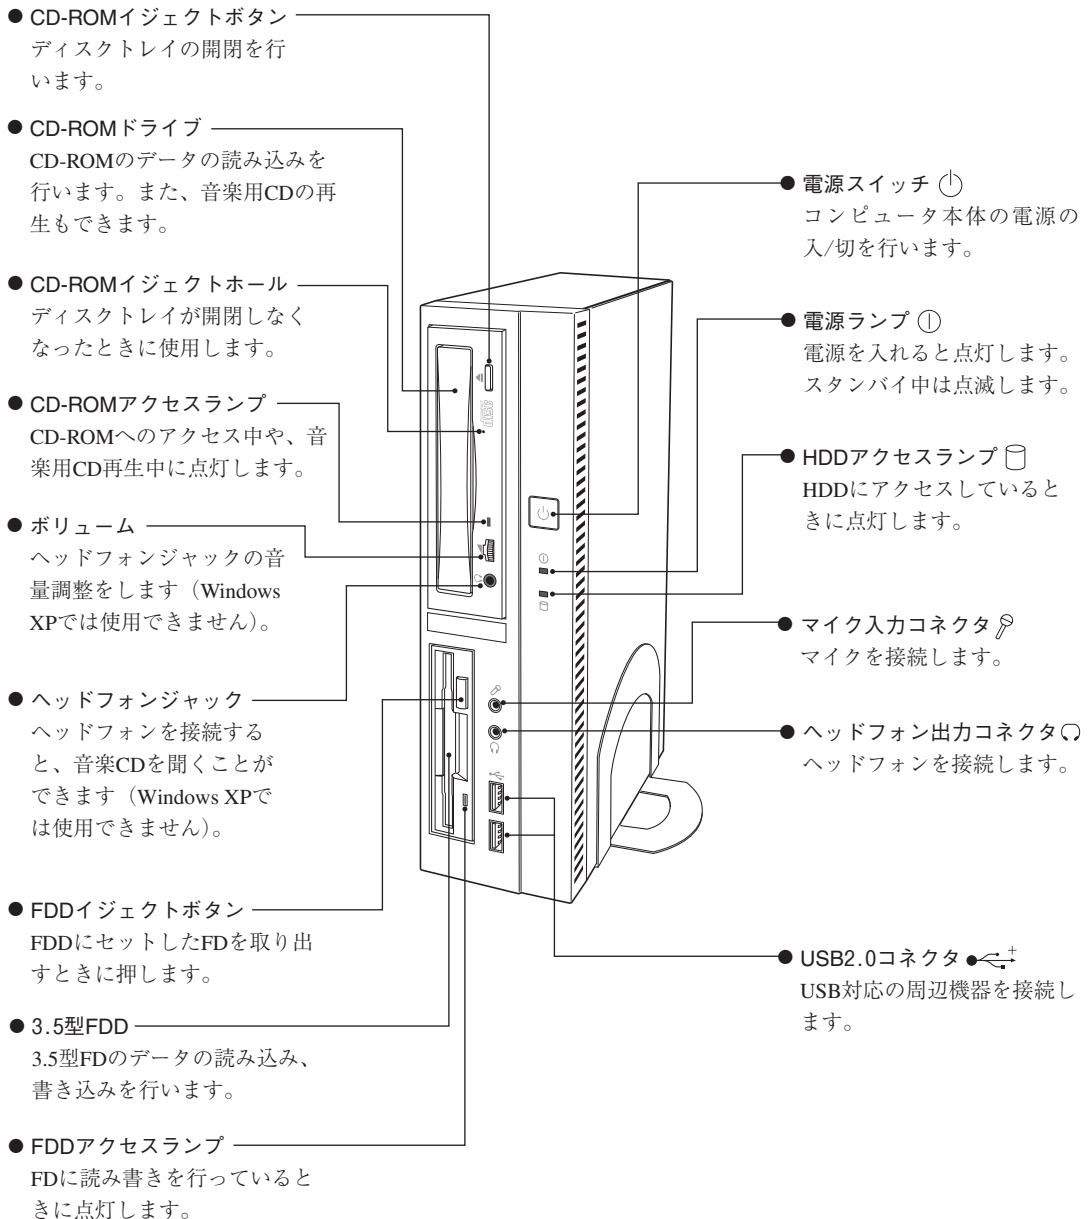 ● CD-ROMイジェクトボタン
ディスクトレイの開閉を行
います。
● CD-ROMドライブ
CD-ROMのデータの読み込みを
行います。また、音楽用CDの再
生もできます。
● CD-ROMイジェクトホール
ディスクトレイが開閉しなく
なったときに使用します。
● CD-ROMアクセスランプ
CD-ROMへのアクセス中や、音
楽用CD再生中に点灯します。
● ボリューム
ヘッドフォンジャックの音
量調整をします（Windows
XPでは使用できません）。
● ヘッドフォンジャック
ヘッドフォンを接続する
と、音楽CDを聞くことが
できます（Windows XPで
は使用できません）。
● FDDイジェクトボタン
FDDにセットしたFDを取り出
すときに押します。
● 3.5型FDD
3.5型FDのデータの読み込み、
書き込みを行います。
● FDDアクセスランプ
FDに読み書きを行っていると
きに点灯します。
● 電源スイッチ
コンピュータ本体の電源の
入/切を行います。
● 電源ランプ
電源を入れると点灯します。
スタンバイ中は点滅します。
● HDDアクセスランプ
HDDにアクセスしていると
きに点灯します。
● マイク入力コネクタ
マイクを接続します。
● ヘッドフォン出力コネクタ
ヘッドフォンを接続します。
● USB2.0コネクタ
USB対応の周辺機器を接続し
ます。